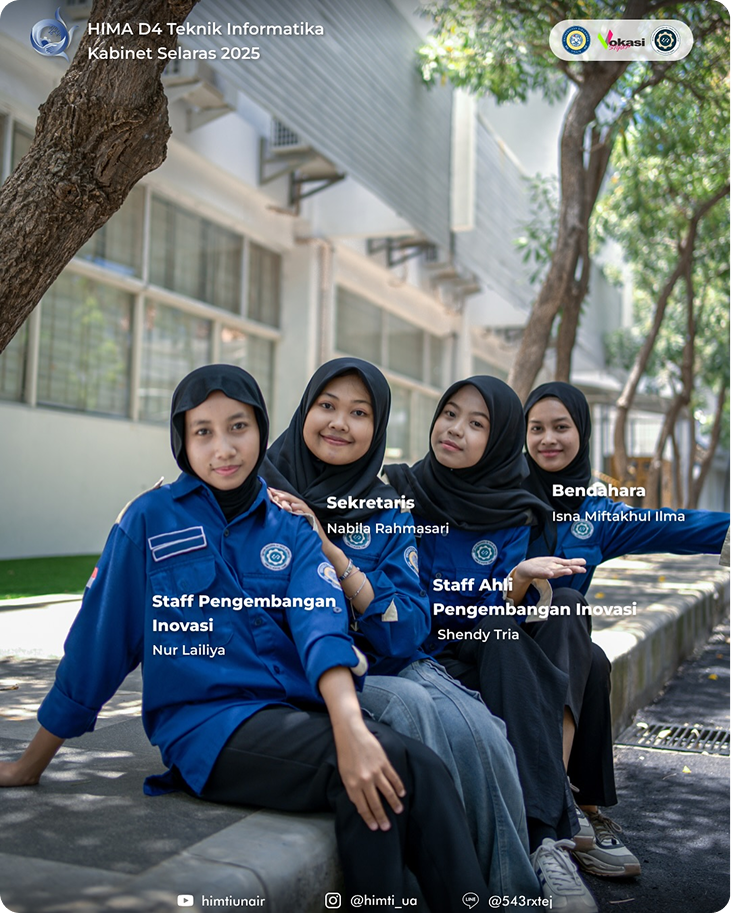 HIMA D4 Teknik Informatika
Kabinet Selaras 2025
Vokasi
Sekretaris
Nabila Rahmasari
Bendahara
Isna Miftakhul Ilma
Staff Pengembangan
Inovasi
Nur Lailiya
Staff Ahli
Pengembangan Inovasi
Shendy Tria
himtiunair
@himti_ua
@543rxtej